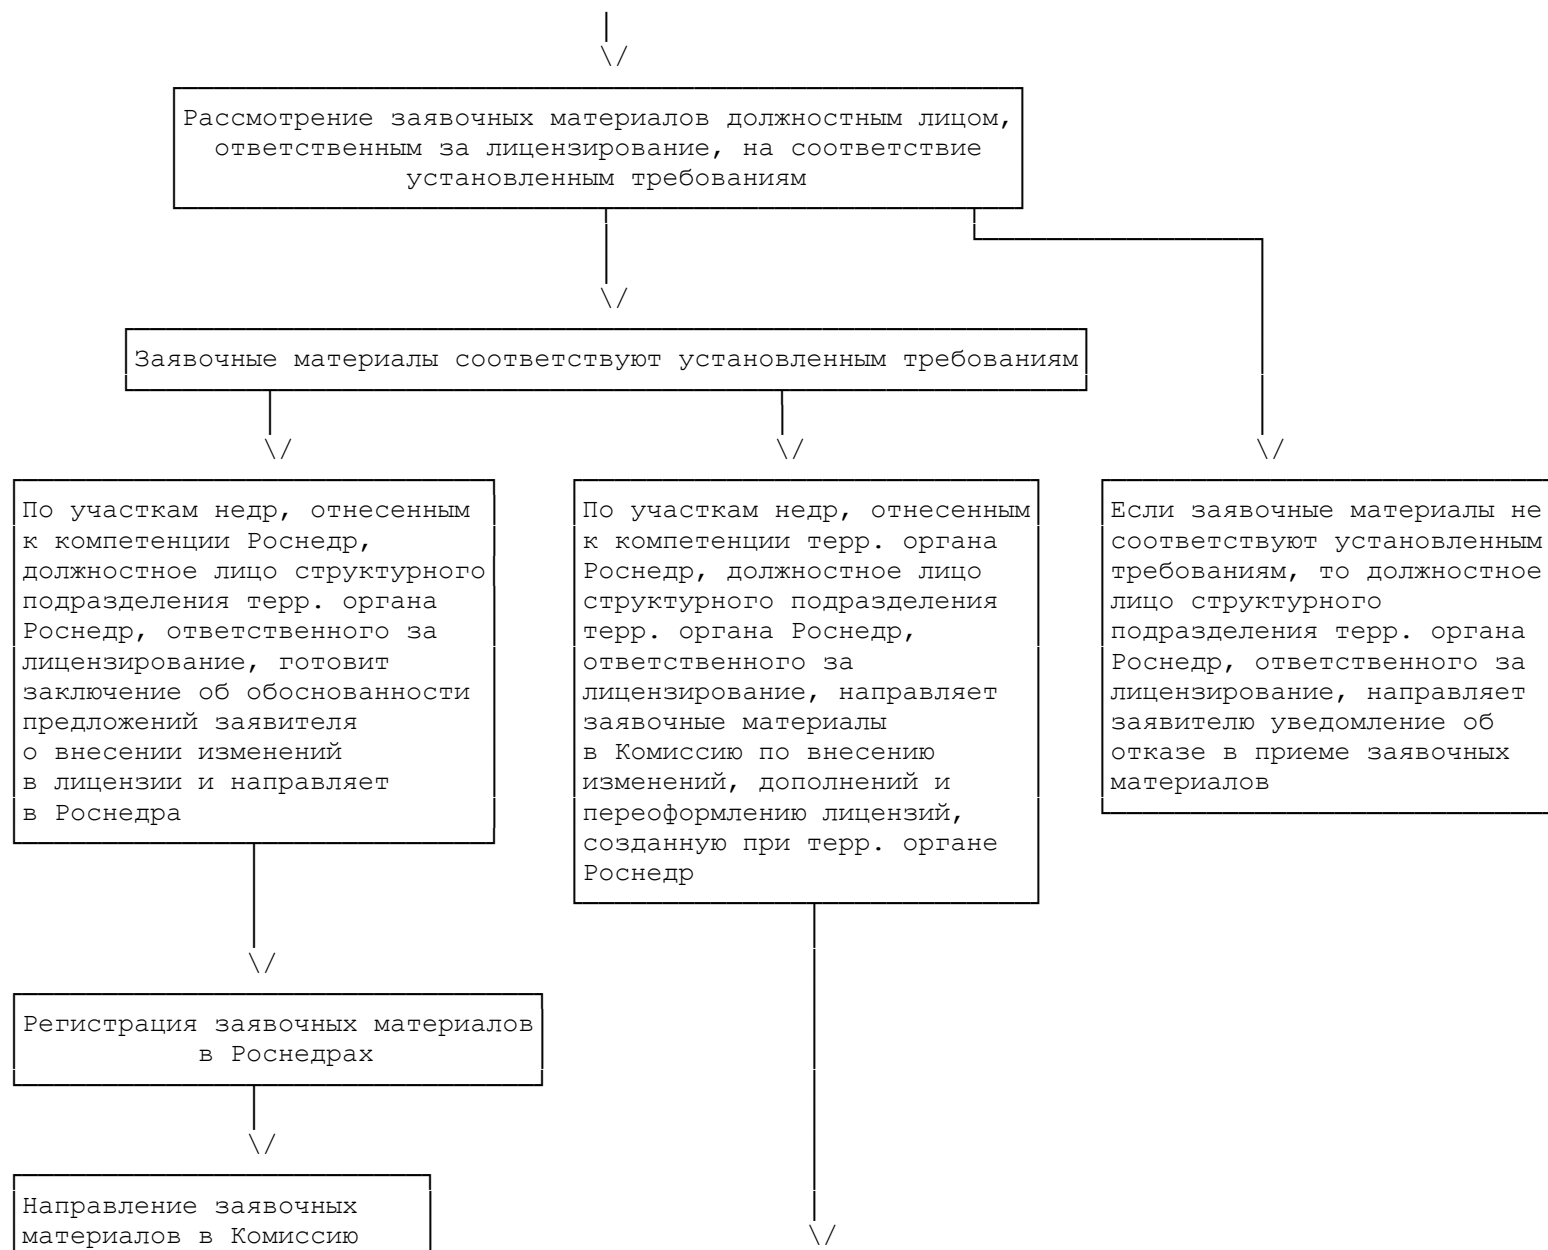 Рассмотрение заявочных материалов должностным лицом,
ответственным за лицензирование, на соответствие
установленным требованиям
Заявочные материалы соответствуют установленным требованиям
По участкам недр, отнесенным
к компетенции Роснедр,
должностное лицо структурного
подразделения терр. органа
Роснедр, ответственного за
лицензирование, готовит
заключение об обоснованности
предложений заявителя
о внесении изменений
в лицензии и направляет
в Роснедра
По участкам недр, отнесенным
к компетенции терр. органа
Роснедр, должностное лицо
структурного подразделения
терр. органа Роснедр,
ответственного за
лицензирование, направляет
заявочные материалы
в Комиссию по внесению
изменений, дополнений и
переоформлению лицензий,
созданную при терр. органе
Роснедр
Если заявочные материалы не
соответствуют установленным
требованиям, то должностное
лицо структурного
подразделения терр. органа
Роснедр, ответственного за
лицензирование, направляет
заявителю уведомление об
отказе в приеме заявочных
материалов
Регистрация заявочных материалов
в Роснедрах
Направление заявочных
материалов в Комиссию